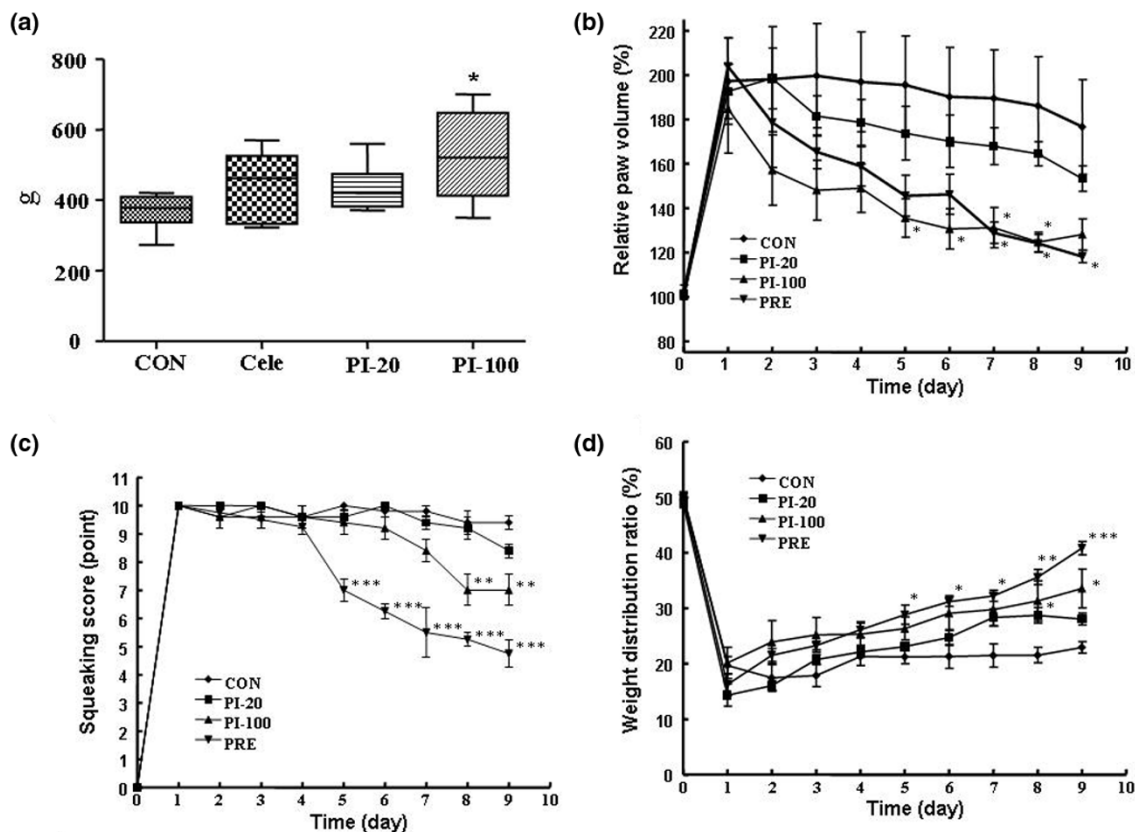 (a)
800
600
400
200
0
g
*
CON Cele PI-20 PI-100
(b)
Relative paw volume (%)
220
200
180
160
140
120
100
80
CON
PI-20
PI-100
PRE
* * * * * * *
0 1 2 3 4 5 6 7 8 9 10
Time (day)
(c)
Squeaking score (point)
11
10
9
8
7
6
5
4
3
2
1
0
CON
PI-20
PI-100
PRE
** **
*** *** *** *** ***
0 1 2 3 4 5 6 7 8 9 10
Time (day)
(d)
Weight distribution ratio (%)
60
50
40
30
20
10
0
CON
PI-20
PI-100
PRE
* * * ** ***
* *
0 1 2 3 4 5 6 7 8 9 10
Time (day)